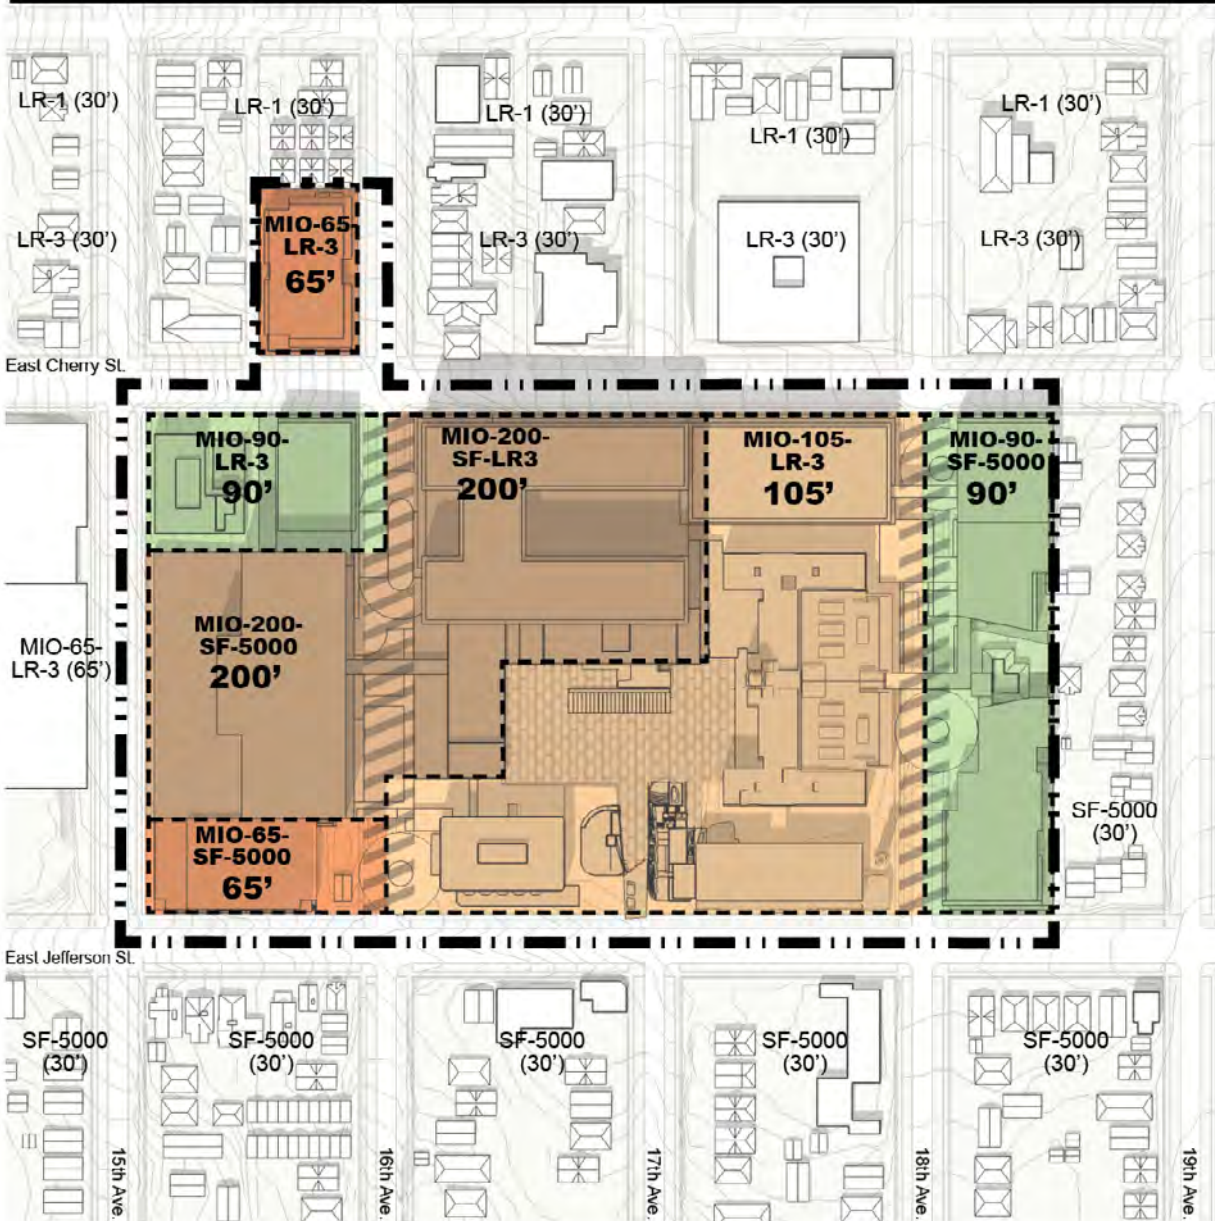 LR-1 (30')
LR-1 (30')
LR-1 (30')
LR-1 (30')
LR-1 (30')
LR-3 (30')
MIO-65
LR-3
65'
LR-3 (30')
LR-3 (30')
LR-3 (30')
East Cherry St.
MIO-90-
LR-3
90'
MIO-200-
SF-LR3
200'
MIO-105-
LR-3
105'
MIO-90-
SF-5000
90'
MIO-65-
LR-3 (65')
MIO-200-
SF-5000
200'
MIO-65-
SF-5000
65'
SF-5000
(30')
East Jefferson St.
SF-5000
(30')
SF-5000
(30')
SF-5000
(30')
SF-5000
(30')
SF-5000
(30')
15th Ave.
16th Ave.
17th Ave.
18th Ave.
19th Ave.